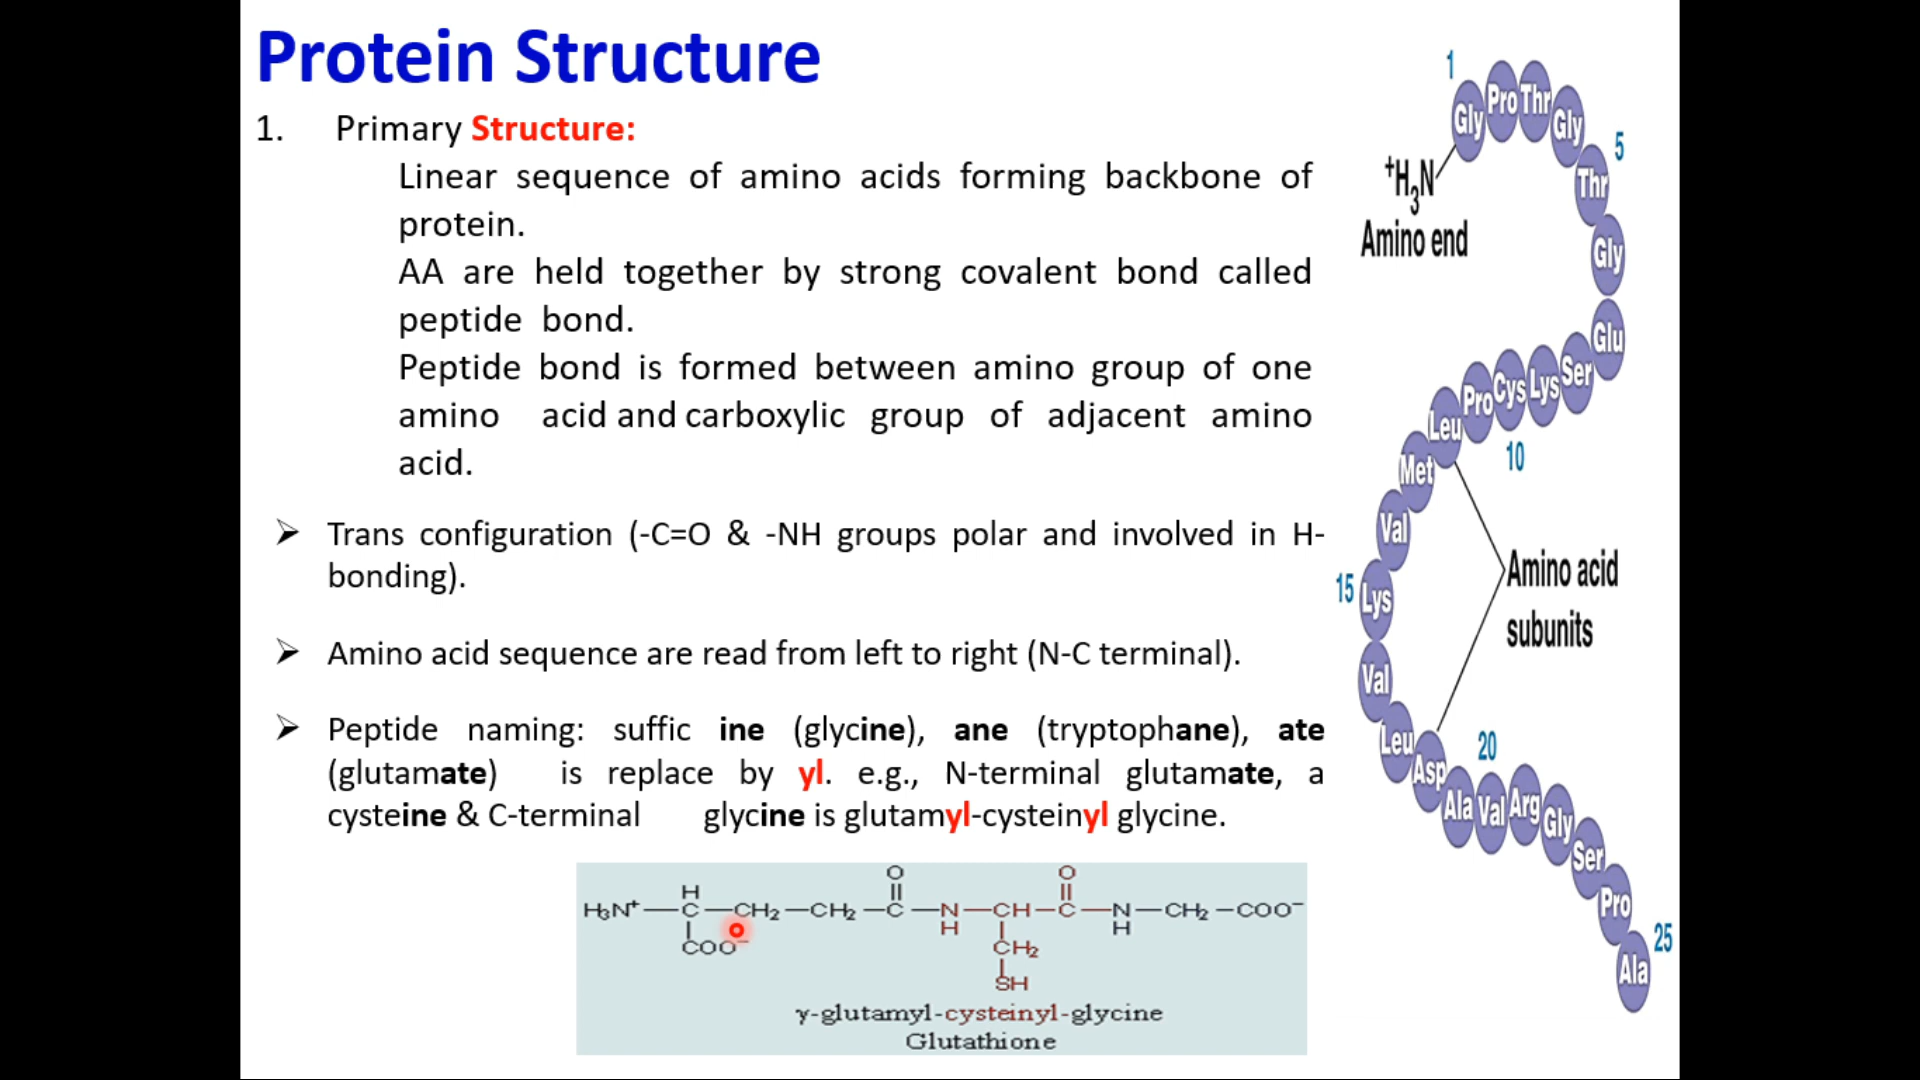 Protein Structure
1. Primary Structure:
Linear sequence of amino acids forming backbone of
protein.
AA are held together by strong covalent bond called
peptide bond.
Peptide bond is formed between amino group of one
amino acid and carboxylic group of adjacent amino
acid.
➢ Trans configuration (-C=O & -NH groups polar and involved in H-
bonding).
➢ Amino acid sequence are read from left to right (N-C terminal).
➢ Peptide naming: suffic ine (glycine), ane (tryptophane), ate
(glutamate) is replace by yl. e.g., N-terminal glutamate, a
cysteine & C-terminal glycine is glutamyl-cysteinyl glycine.
O O
H
H₃N⁺—C—CH₂—CH₂—C—N—CH—C—N—CH₂—COO⁻
H H
COO⁻ CH₂
SH
γ-glutamyl-cysteinyl-glycine
Glutathione
1
Gly Pro Thr Gly
5
Thr
⁺H₃N
Amino end
Gly
Glu
Ser
Lys
Cys
Pro
10
Leu
Met
Val
15 Lys
Amino acid
subunits
Val
Leu
Asp
20
Ala Val Arg Gly
Ser
Pro
25
Ala